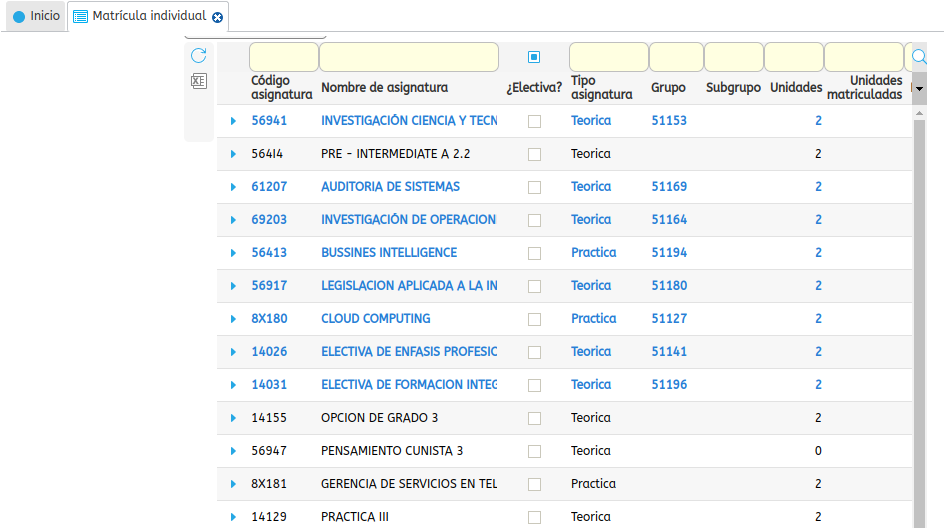 Inicio Matrícula individual
Código asignatura Nombre de asignatura ¿Electiva? Tipo asignatura Grupo Subgrupo Unidades Unidades matriculadas
56941 INVESTIGACIÓN CIENCIA Y TECN Teorica 51153 2
564I4 PRE - INTERMEDIATE A 2.2 Teorica 2
61207 AUDITORIA DE SISTEMAS Teorica 51169 2
69203 INVESTIGACIÓN DE OPERACION Teorica 51164 2
56413 BUSSINES INTELLIGENCE Practica 51194 2
56917 LEGISLACION APLICADA A LA IN Teorica 51180 2
8X180 CLOUD COMPUTING Practica 51127 2
14026 ELECTIVA DE ENFASIS PROFESIC Teorica 51141 2
14031 ELECTIVA DE FORMACION INTEG Teorica 51196 2
14155 OPCION DE GRADO 3 Teorica 2
56947 PENSAMIENTO CUNISTA 3 Teorica 0
8X181 GERENCIA DE SERVICIOS EN TEL Practica 2
14129 PRACTICA III Teorica 2